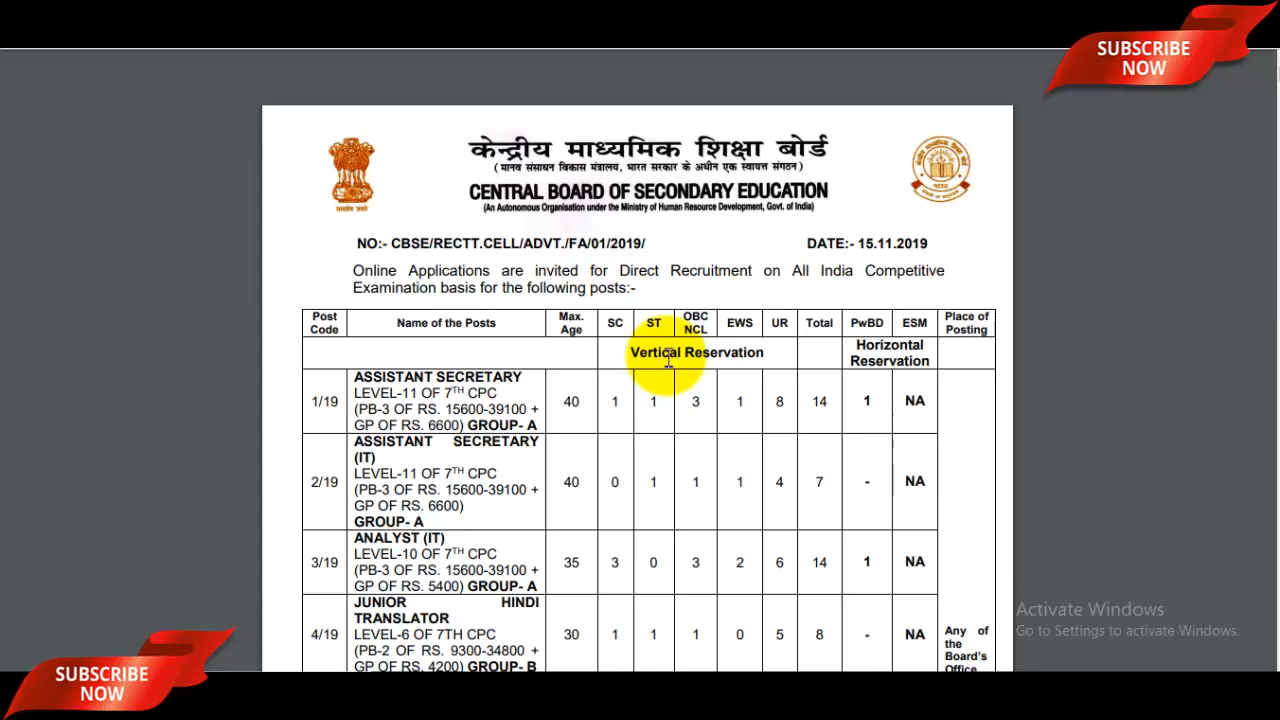 SUBSCRIBE
NOW
केन्द्रीय माध्यमिक शिक्षा बोर्ड
(मानव संसाधन विकास मंत्रालय, भारत सरकार के अधीन एक स्वायत्त संगठन)
CENTRAL BOARD OF SECONDARY EDUCATION
(An Autonomous Organisation under the Ministry of Human Resource Development, Govt. of India)
सत्यमेव जयते
भारत
NO:- CBSE/RECTT.CELL/ADVT./FA/01/2019/ DATE:- 15.11.2019
Online Applications are invited for Direct Recruitment on All India Competitive
Examination basis for the following posts:-
Post Code Name of the Posts Max. Age SC ST OBC NCL EWS UR Total PwBD ESM Place of Posting
Vertical Reservation Horizontal Reservation
1/19 ASSISTANT SECRETARY
LEVEL-11 OF 7TH CPC
(PB-3 OF RS. 15600-39100 +
GP OF RS. 6600) GROUP- A
40 1 1 3 1 8 14 1 NA
2/19 ASSISTANT SECRETARY
(IT)
LEVEL-11 OF 7TH CPC
(PB-3 OF RS. 15600-39100 +
GP OF RS. 6600)
GROUP- A
40 0 1 1 1 4 7 - NA
3/19 ANALYST (IT)
LEVEL-10 OF 7TH CPC
(PB-3 OF RS. 15600-39100 +
GP OF RS. 5400) GROUP- A
35 3 0 3 2 6 14 1 NA
4/19 JUNIOR HINDI
TRANSLATOR
LEVEL-6 OF 7TH CPC
(PB-2 OF RS. 9300-34800 +
GP OF RS. 4200) GROUP- B
30 1 1 1 0 5 8 - NA
Any of
the
Board's
Office
Activate Windows
Go to Settings to activate Windows.
SUBSCRIBE
NOW